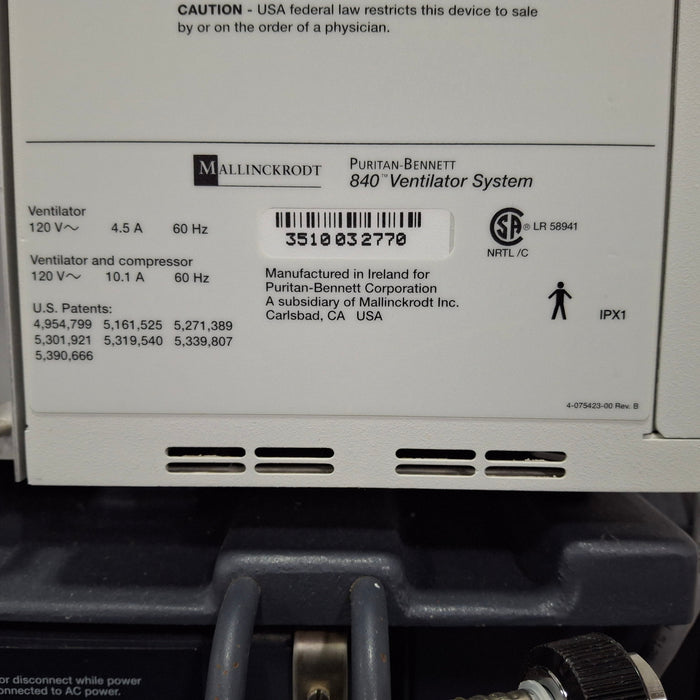 CAUTION - USA federal law restricts this device to sale
by or on the order of a physician.
MALLINCKRODT
PURITAN-BENNETT
840™ Ventilator System
Ventilator
120 V~ 4.5 A 60 Hz
Ventilator and compressor
120 V~ 10.1 A 60 Hz
U.S. Patents:
4,954,799 5,161,525 5,271,389
5,301,921 5,319,540 5,339,807
5,390,666
3510032770
Manufactured in Ireland for
Puritan-Bennett Corporation
A subsidiary of Mallinckrodt Inc.
Carlsbad, CA USA
SA ® LR 58941
NRTL /C
IPX1
4-075423-00 Rev. B
or disconnect while power
onnected to AC power.